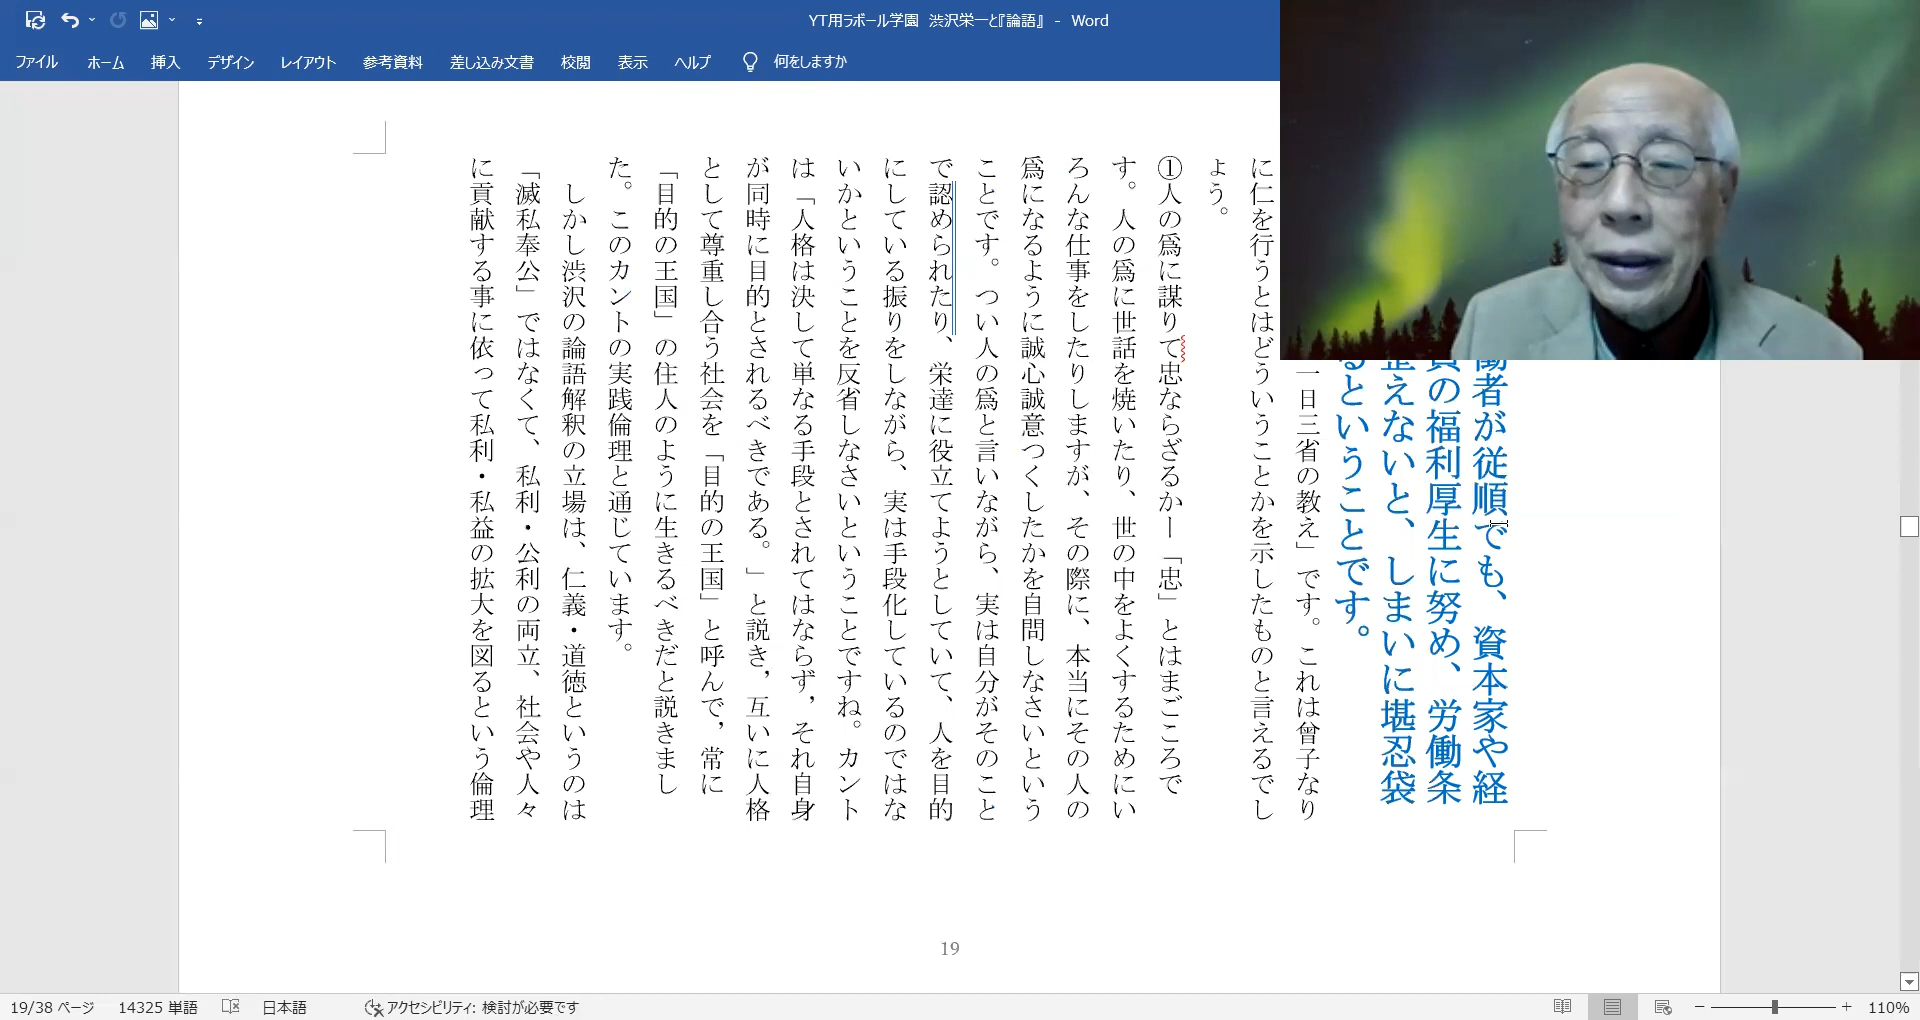 YT用ラボール学園 渋沢栄一と『論語』 - Word
ファイル ホーム 挿入 デザイン レイアウト 参考資料 差し込み文書 校閲 表示 ヘルプ 何をしますか
働者が従順でも、資本家や経
の福利厚生に努め、労働条
えないと、しまいに堪忍袋
るということです。
一日三省の教え」です。これは曾子なり
に仁を行うとはどういうことかを示したものと言えるでし
ょう。
①人の爲に謀りて忠ならざるかー「忠」とはまごころで
す。人の爲に世話を焼いたり、世の中をよくするためにい
ろんな仕事をしたりしますが、その際に、本当にその人の
爲になるように誠心誠意つくしたかを自問しなさいという
ことです。つい人の爲と言いながら、実は自分がそのこと
で認められたり、栄達に役立てようとしていて、人を目的
にしている振りをしながら、実は手段化しているのではな
いかということを反省しなさいということですね。カント
は「人格は決して単なる手段とされてはならず，それ自身
が同時に目的とされるべきである。」と説き，互いに人格
として尊重し合う社会を「目的の王国」と呼んで，常に
「目的の王国」の住人のように生きるべきだと説きまし
た。このカントの実践倫理と通じています。
しかし渋沢の論語解釈の立場は、仁義・道徳というのは
「滅私奉公」ではなくて、私利・公利の両立、社会や人々
に貢献する事に依って私利・私益の拡大を図るという倫理
19
19/38 ページ 14325 単語 日本語 アクセシビリティ: 検討が必要です 110%